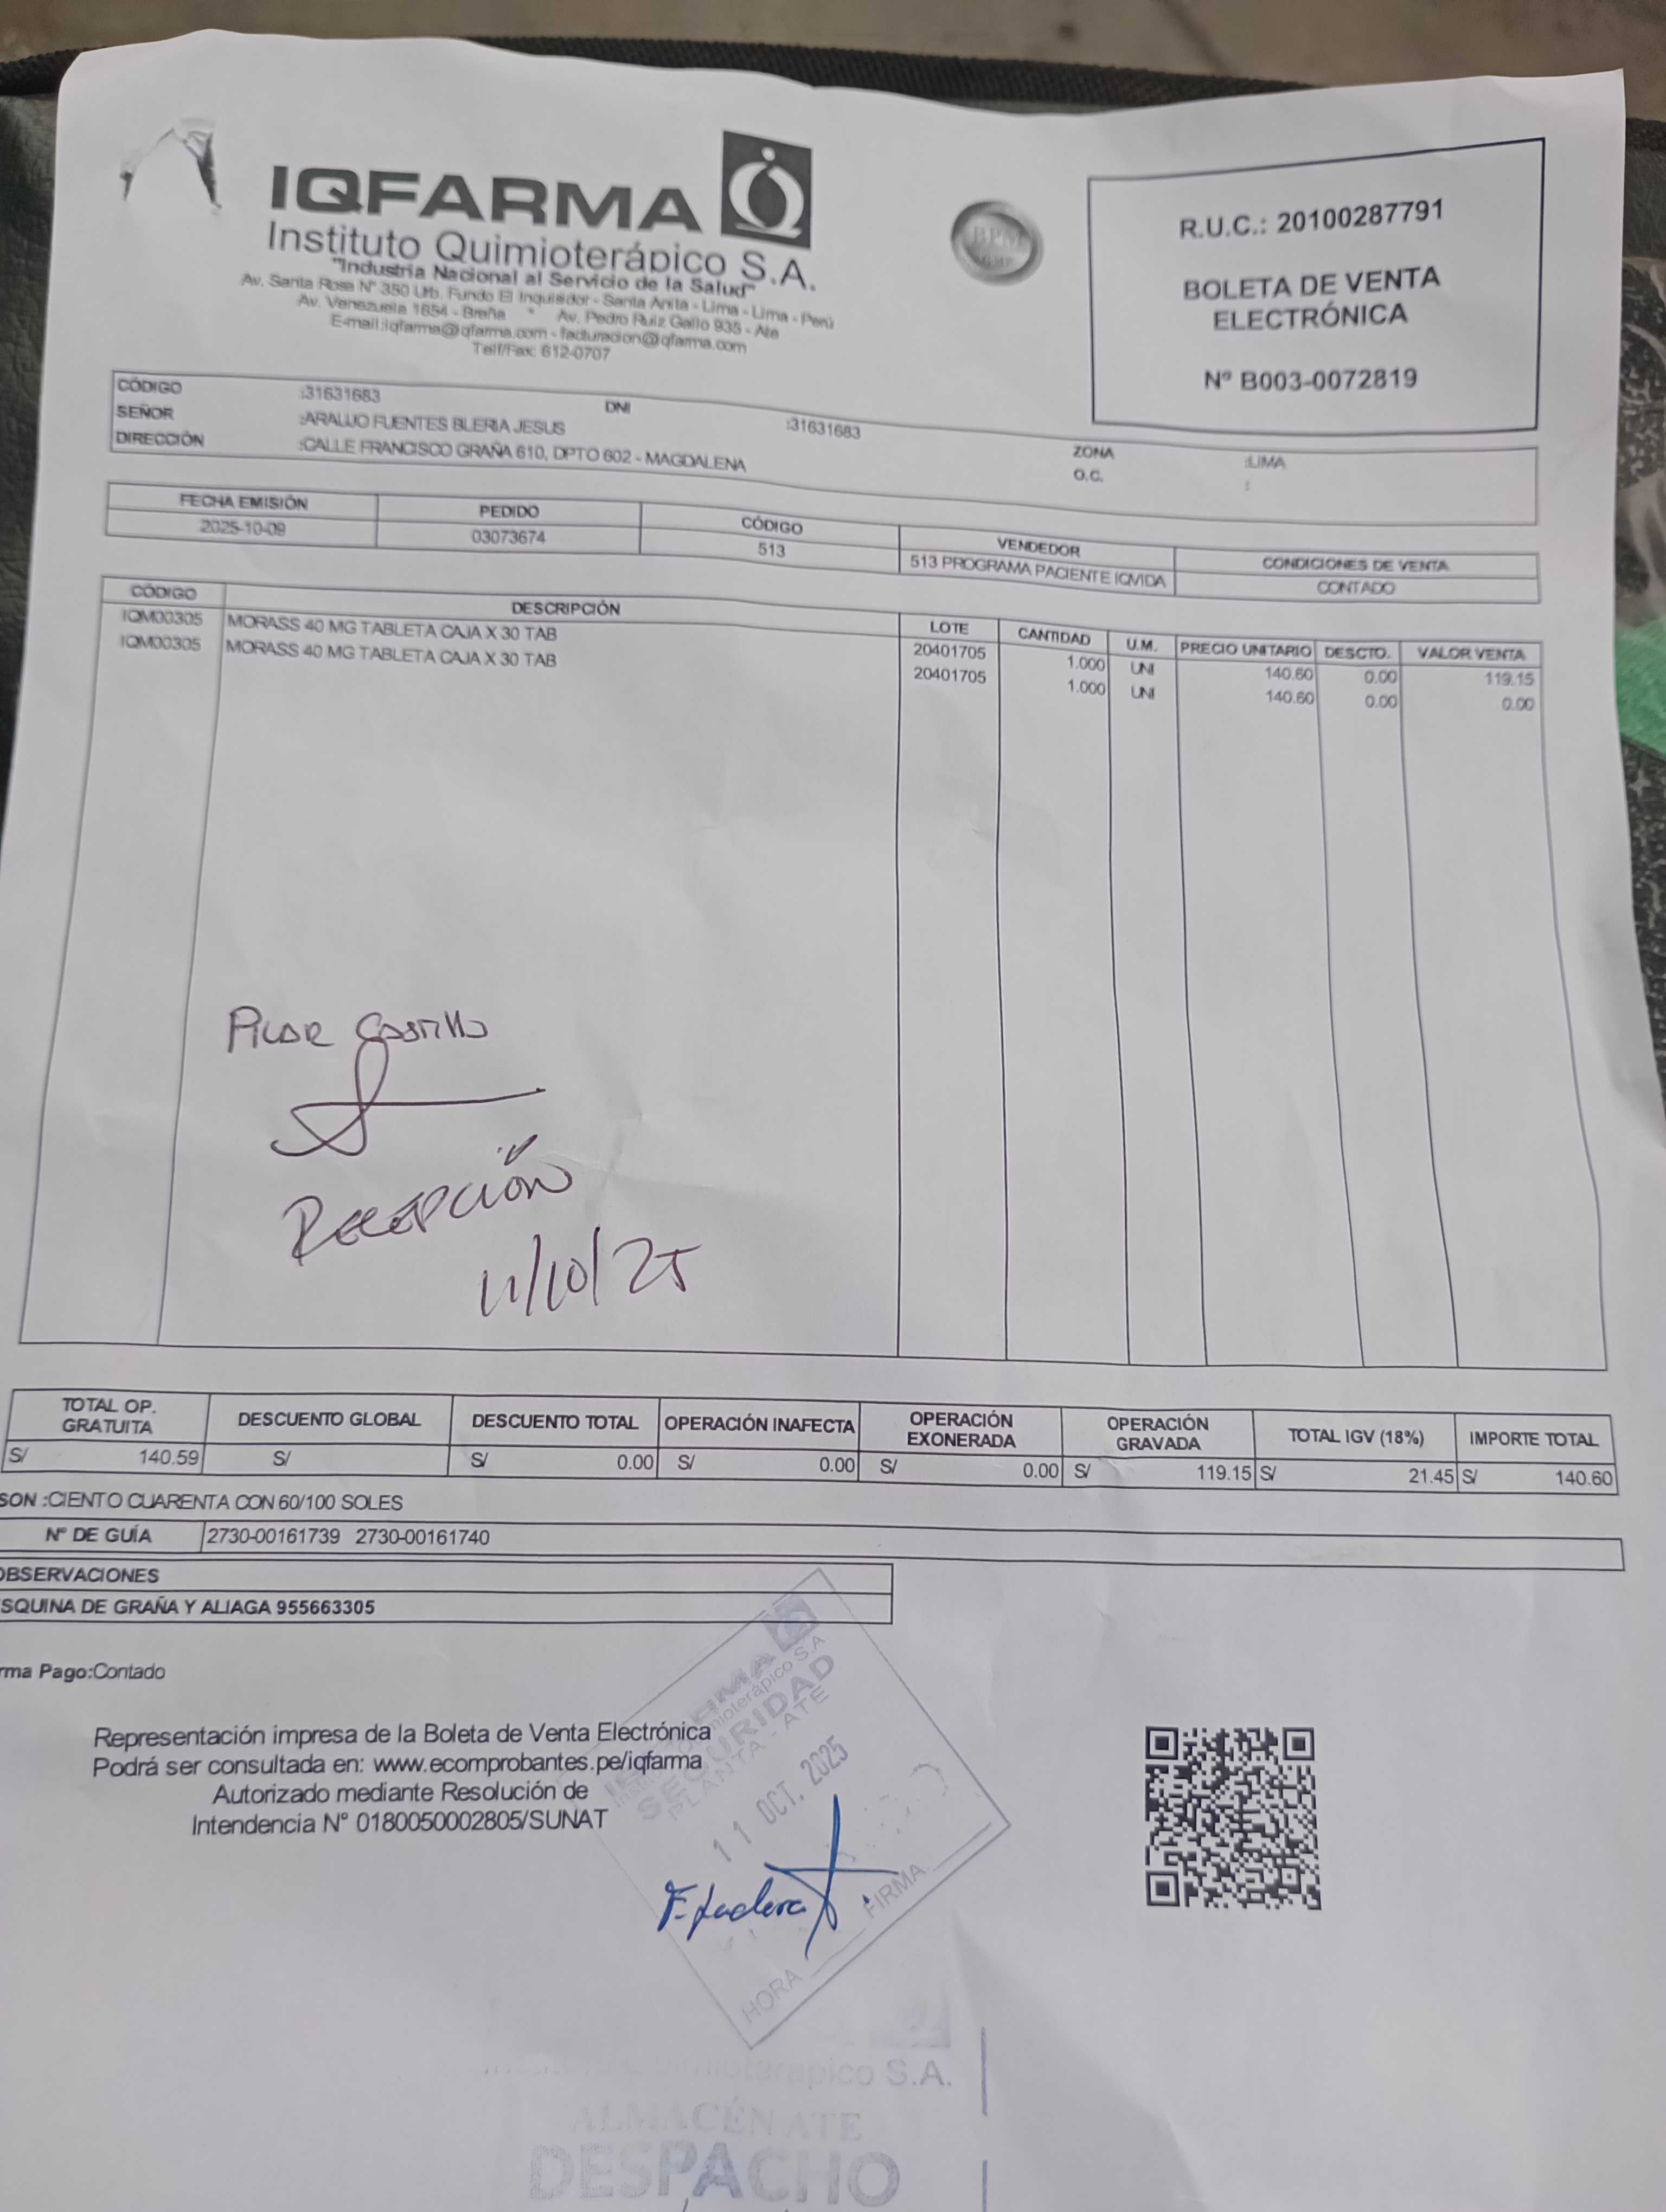 IQFARMA
Instituto Quimioterápico S.A.
"Industria Nacional al Servicio de la Salud"
Av. Santa Rosa Nº 350 Urb. Fundo El Inquisidor - Santa Anita - Lima - Lima - Perú
Av. Venezuela 1654 - Breña * Av. Pedro Ruiz Gallo 935 - Ate
E-mail:iqfarma@iqfarma.com - facturacion@iqfarma.com
Telf/Fax: 612-0707
BPM
R.U.C.: 20100287791
BOLETA DE VENTA
ELECTRÓNICA
Nº B003-0072819
CÓDIGO :31631683 DNI :31631683
SEÑOR :ARAUJO FUENTES BLERIA JESUS ZONA :LIMA
DIRECCIÓN :CALLE FRANCISCO GRAÑA 610, DPTO 602 - MAGDALENA O.C. :
FECHA EMISIÓN PEDIDO CÓDIGO VENDEDOR CONDICIONES DE VENTA
2025-10-09 03073674 513 513 PROGRAMA PACIENTE IQVIDA CONTADO
CÓDIGO DESCRIPCIÓN LOTE CANTIDAD U.M. PRECIO UNITARIO DESCTO. VALOR VENTA
IQM00305 MORASS 40 MG TABLETA CAJA X 30 TAB 20401705 1.000 UNI 140.60 0.00 119.15
IQM00305 MORASS 40 MG TABLETA CAJA X 30 TAB 20401705 1.000 UNI 140.60 0.00 0.00
Pilar Castillo
Recepción
11/10/25
TOTAL OP. GRATUITA DESCUENTO GLOBAL DESCUENTO TOTAL OPERACIÓN INAFECTA OPERACIÓN EXONERADA OPERACIÓN GRAVADA TOTAL IGV (18%) IMPORTE TOTAL
S/ 140.59 S/ S/ 0.00 S/ 0.00 S/ 0.00 S/ 119.15 S/ 21.45 S/ 140.60
SON :CIENTO CUARENTA CON 60/100 SOLES
Nº DE GUÍA 2730-00161739 2730-00161740
OBSERVACIONES
SQUINA DE GRAÑA Y ALIAGA 955663305
rma Pago:Contado
Representación impresa de la Boleta de Venta Electrónica
Podrá ser consultada en: www.ecomprobantes.pe/iqfarma
Autorizado mediante Resolución de
Intendencia N° 0180050002805/SUNAT
SEGURIDAD
PLANTA - ATE
11 OCT. 2025
HORA FIRMA
S.A.
ALMACÉN ATE
DESPACHO